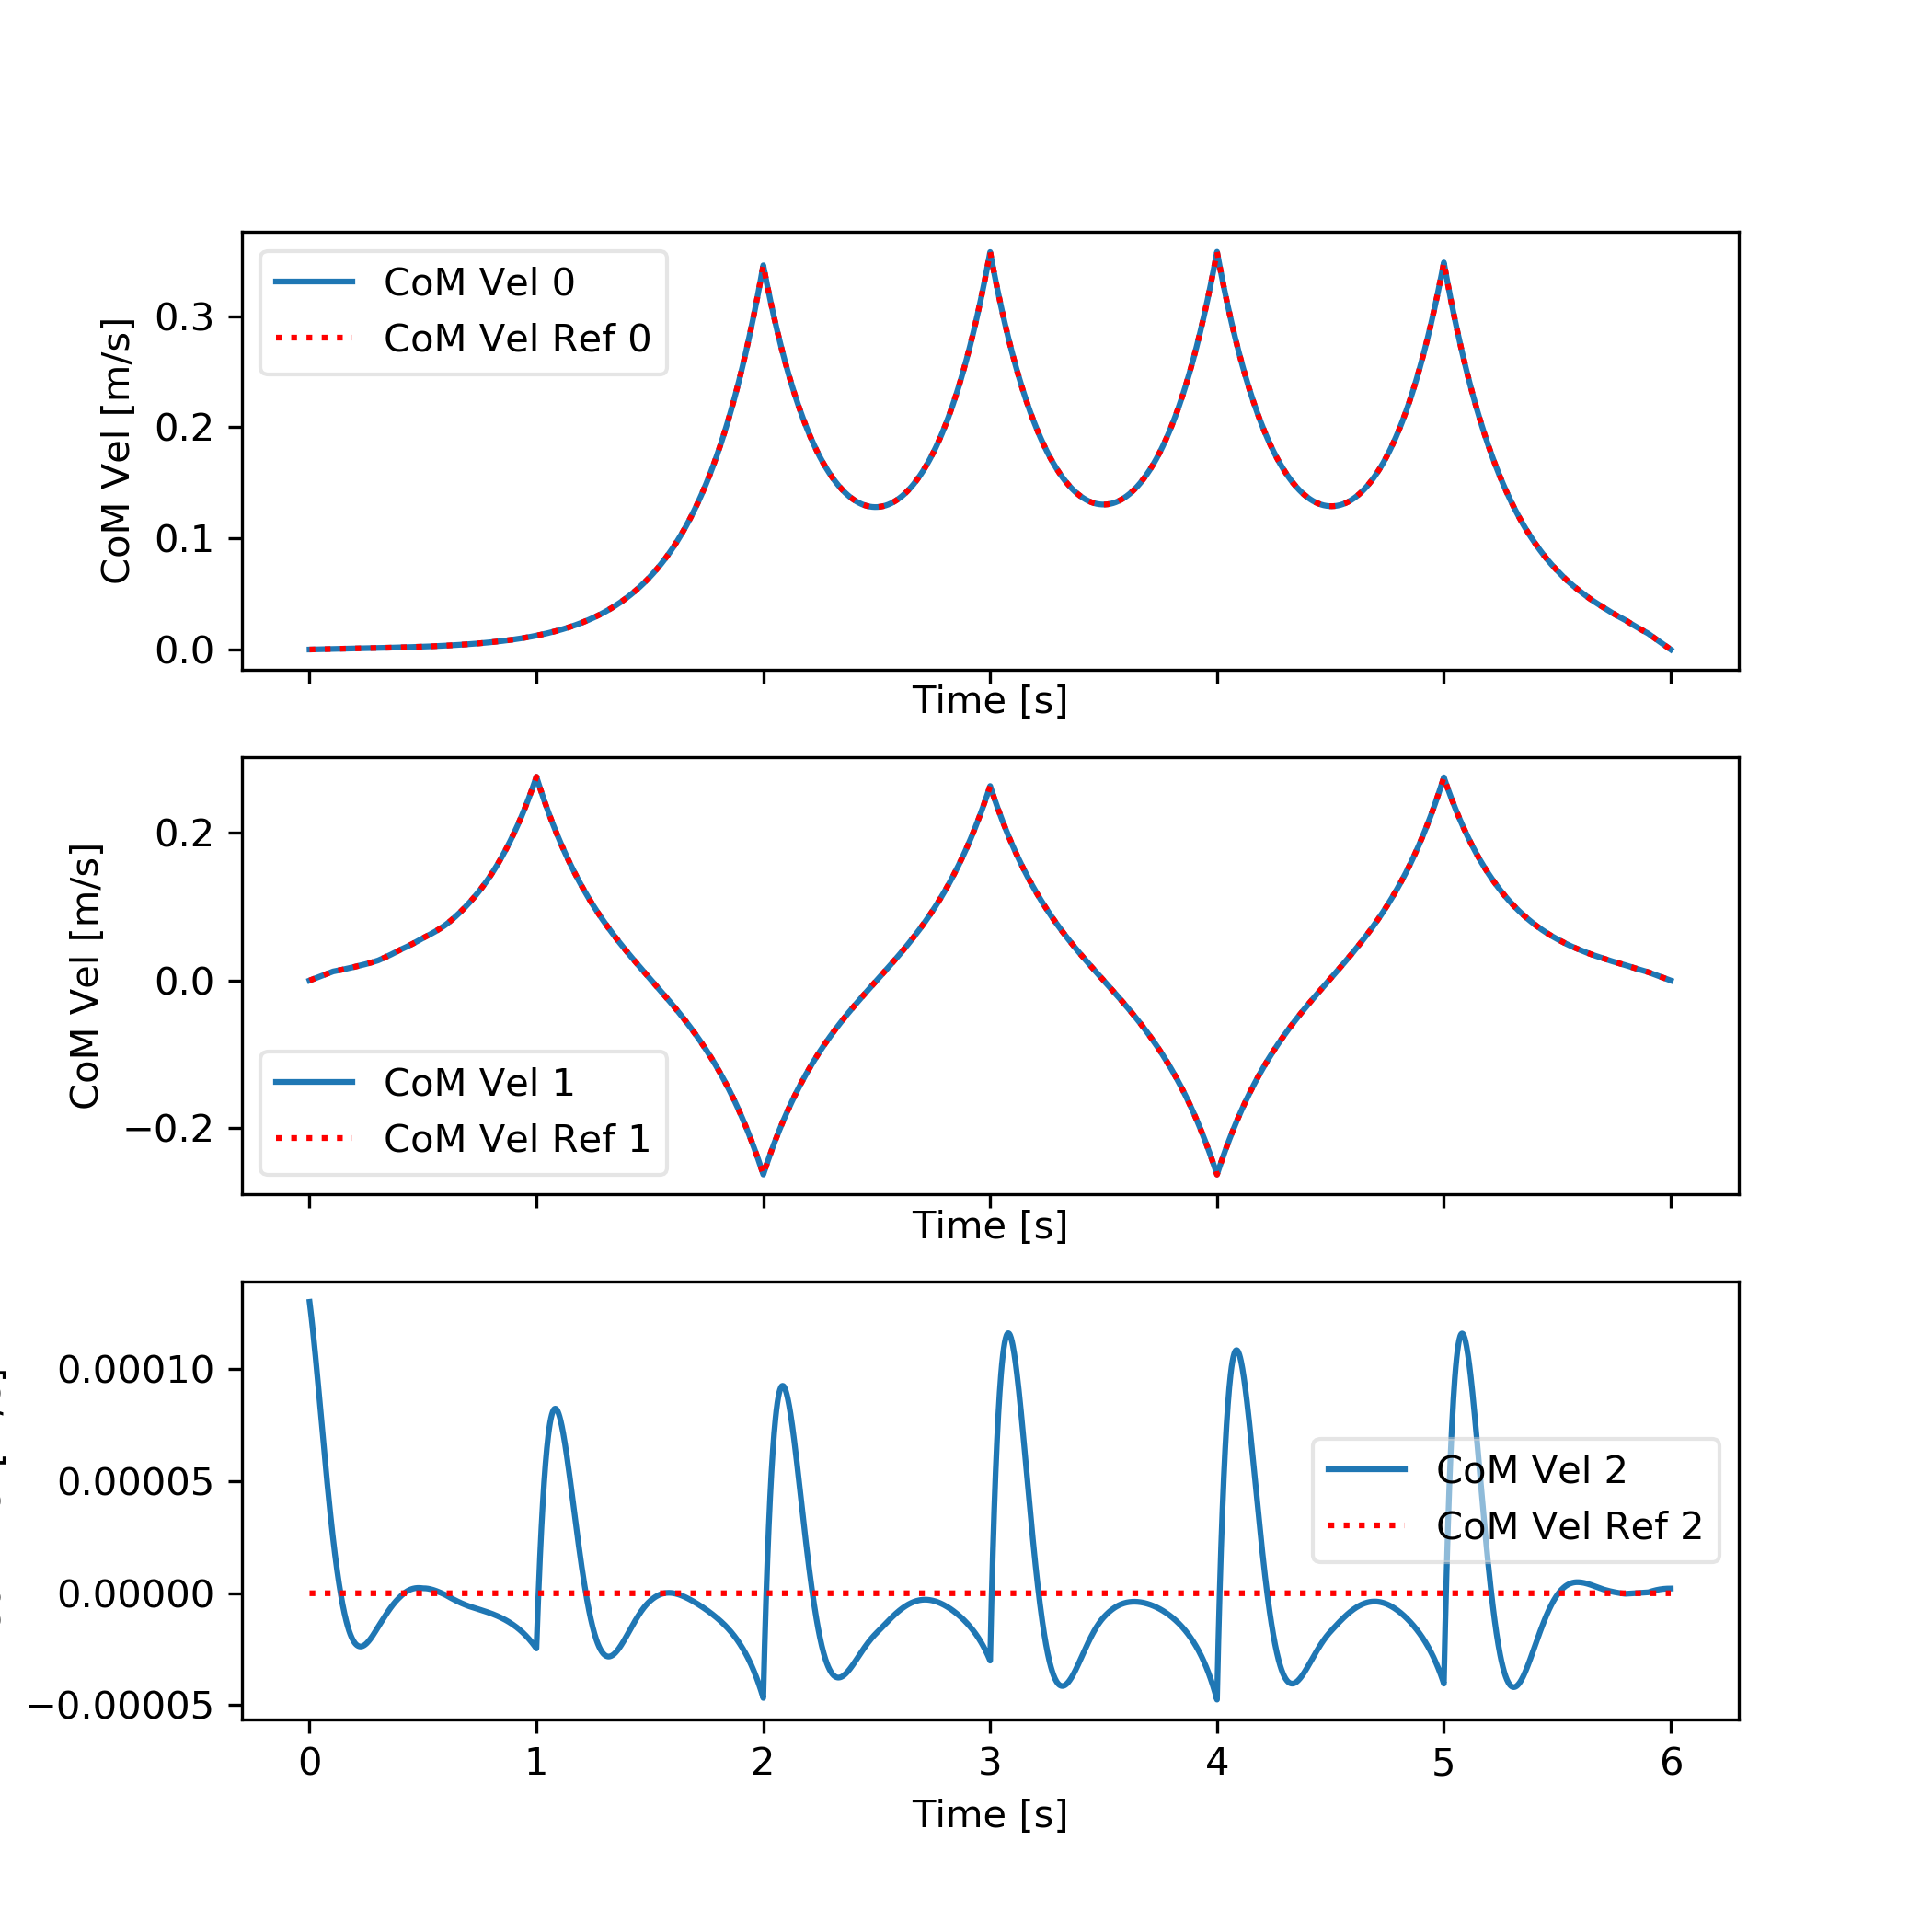 CoM Vel 0
CoM Vel Ref 0
0.3
0.2
0.1
0.0
CoM Vel [m/s]
Time [s]
0.2
0.0
−0.2
CoM Vel [m/s]
CoM Vel 1
CoM Vel Ref 1
Time [s]
0.00010
0.00005
0.00000
−0.00005
CoM Vel 2
CoM Vel Ref 2
0 1 2 3 4 5 6
Time [s]